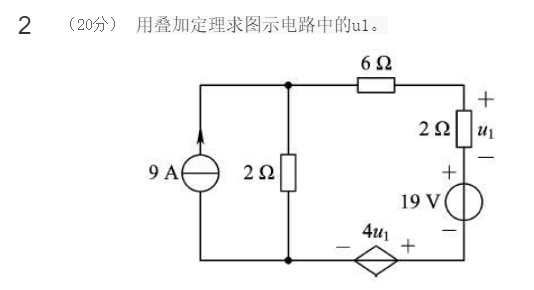 2 （20分） 用叠加定理求图示电路中的u1。
6 Ω
+
2 Ω u₁
−
9 A 2 Ω
+
19 V
−
4u₁
− +